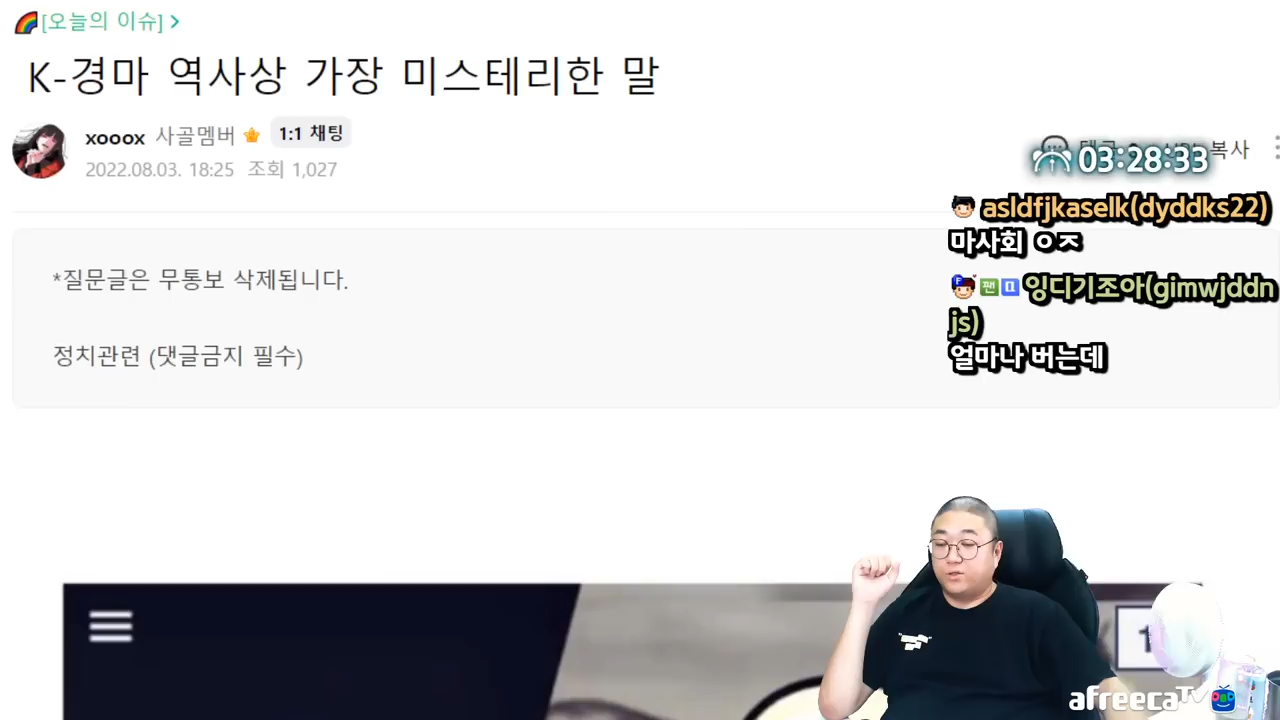 [오늘의 이슈] >
K-경마 역사상 가장 미스테리한 말
xooox 사골멤버 1:1 채팅
2022.08.03. 18:25 조회 1,027
복사
03:28:33
asldfjkaselk(dyddks22)
마사회 ㅇㅈ
F 팬 잉디기조아(gimwjddn
js)
얼마나 버는데
*질문글은 무통보 삭제됩니다.
정치관련 (댓글금지 필수)
1
afreecaTV